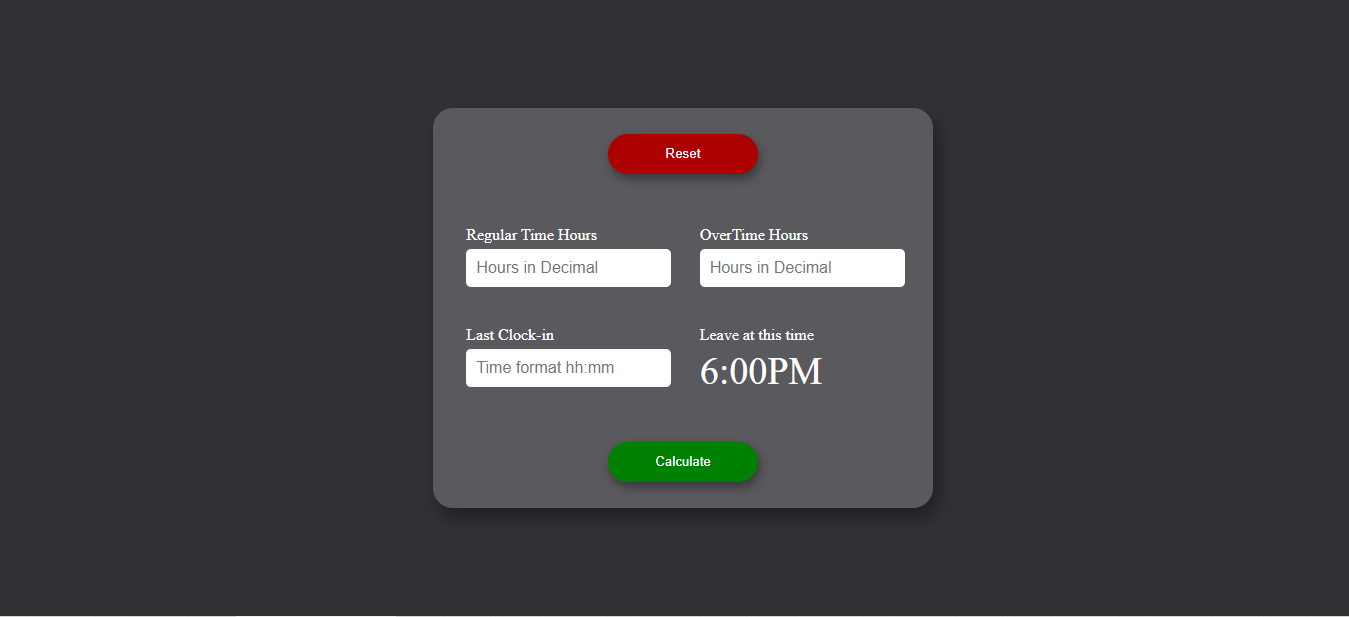 Reset
Regular Time Hours
OverTime Hours
Hours in Decimal
Hours in Decimal
Last Clock-in
Leave at this time
Time format hh:mm
6:00PM
Calculate